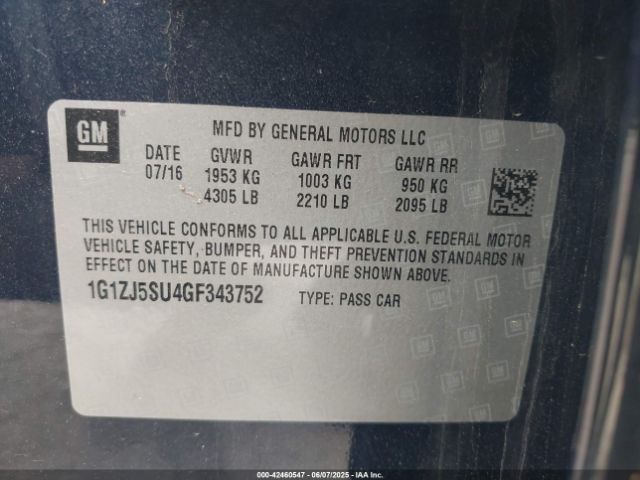 GM
MFD BY GENERAL MOTORS LLC
DATE GVWR GAWR FRT GAWR RR
07/16 1953 KG 1003 KG 950 KG
4305 LB 2210 LB 2095 LB
THIS VEHICLE CONFORMS TO ALL APPLICABLE U.S. FEDERAL MOTOR
VEHICLE SAFETY, BUMPER, AND THEFT PREVENTION STANDARDS IN
EFFECT ON THE DATE OF MANUFACTURE SHOWN ABOVE.
1G1ZJ5SU4GF343752 TYPE: PASS CAR
000-42460547 | 06/07/2025 | IAAI.COM